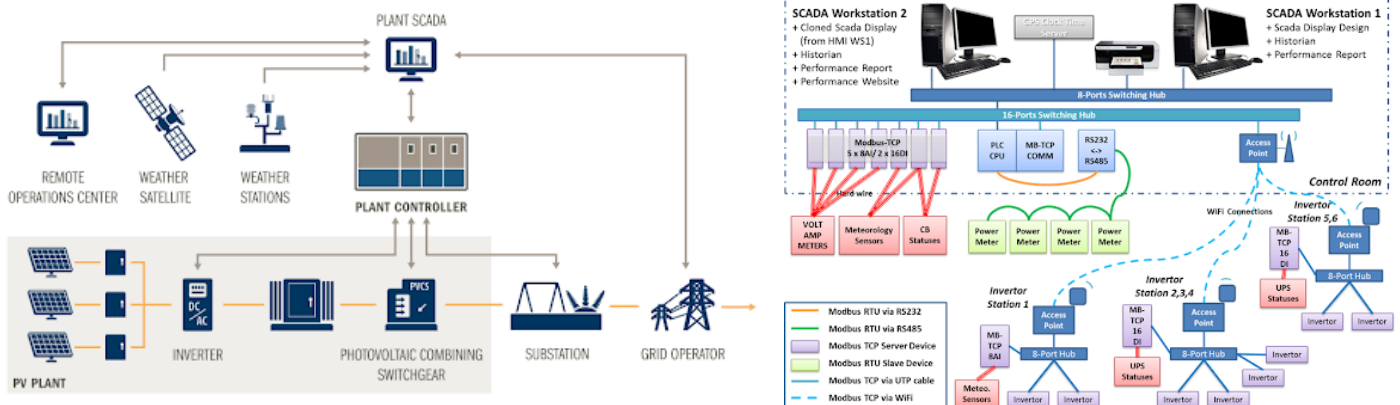 PLANT SCADA
REMOTE
OPERATIONS CENTER
WEATHER
SATELLITE
WEATHER
STATIONS
PLANT CONTROLLER
DC/
AC
PVCS
INVERTER
PHOTOVOLTAIC COMBINING
SWITCHGEAR
SUBSTATION
GRID OPERATOR
PV PLANT
SCADA Workstation 2
+ Cloned Scada Display
(from HMI WS1)
+ Historian
+ Performance Report
+ Performance Website
GPS Clock Time
Server
SCADA Workstation 1
+ Scada Display Design
+ Historian
+ Performance Report
8-Ports Switching Hub
16-Ports Switching Hub
Modbus-TCP
5 x 8AI/ 2 x 16DI
PLC
CPU
MB-TCP
COMM
RS232
<->
RS485
Access
Point
Hard wire
Control Room
VOLT
AMP
METERS
Meteorology
Sensors
CB
Statuses
Power
Meter
Power
Meter
Power
Meter
Power
Meter
WiFI Connections
Invertor
Station 5,6
MB-
TCP
16
DI
Access
Point
8-Port Hub
UPS
Statuses
Invertor
Invertor
Invertor
Station 1
Access
Point
MB-
TCP
8AI
8-Port Hub
Meteo.
Sensors
Invertor
Invertor
Invertor
Station 2,3,4
MB-
TCP
16
DI
Access
Point
8-Port Hub
UPS
Statuses
Invertor
Invertor
Invertor
Invertor
Modbus RTU via RS232
Modbus RTU via RS485
Modbus TCP Server Device
Modbus RTU Slave Device
Modbus TCP via UTP cable
Modbus TCP via WiFi